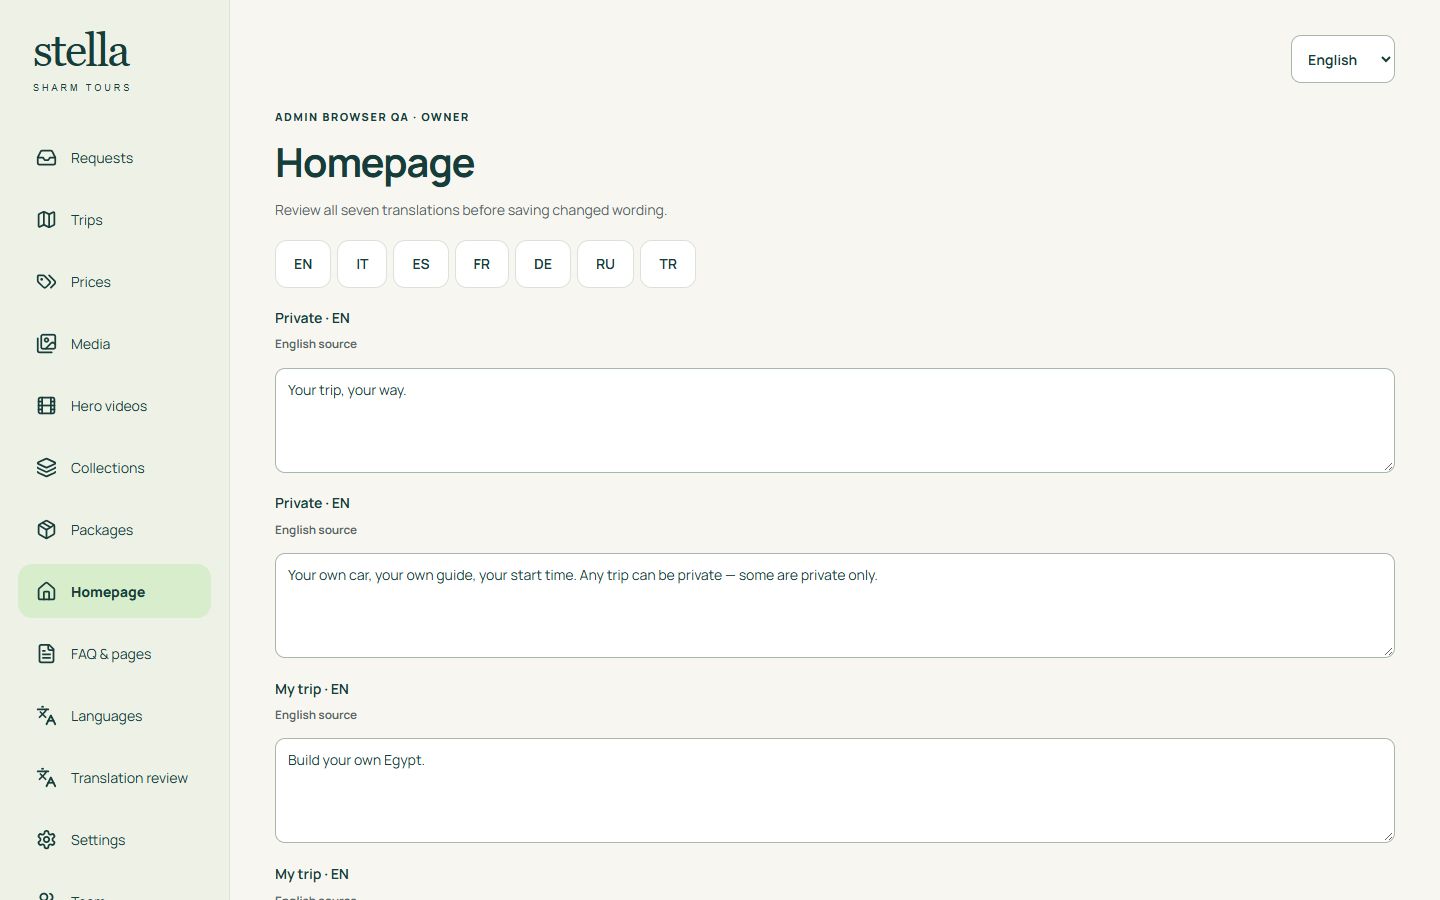 stella
SHARM TOURS
Requests
Trips
Prices
Media
Hero videos
Collections
Packages
Homepage
FAQ & pages
Languages
Translation review
Settings
English
ADMIN BROWSER QA · OWNER
Homepage
Review all seven translations before saving changed wording.
EN IT ES FR DE RU TR
Private · EN
English source
Your trip, your way.
Private · EN
English source
Your own car, your own guide, your start time. Any trip can be private — some are private only.
My trip · EN
English source
Build your own Egypt.
My trip · EN